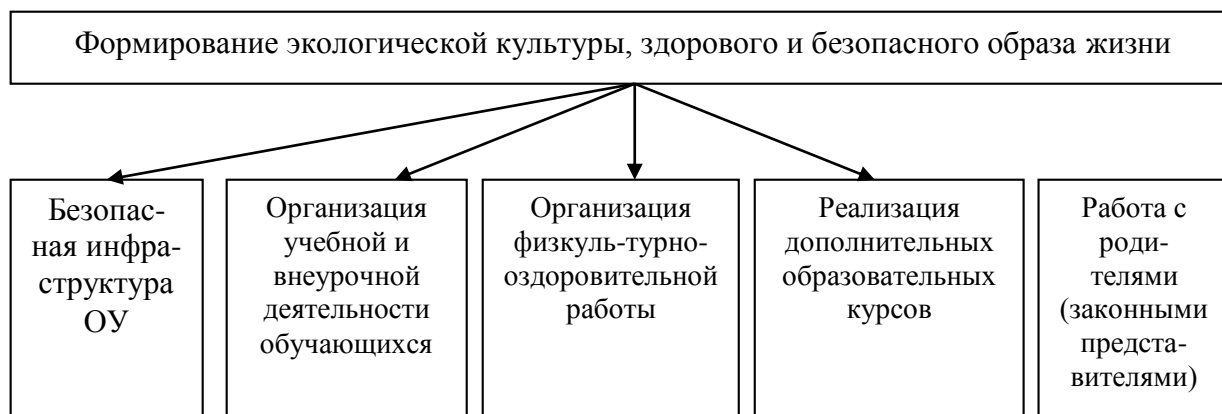 Формирование экологической культуры, здорового и безопасного образа жизни
Безопас-
ная инфра-
структура
ОУ
Организация
учебной и
внеурочной
деятельности
обучающихся
Организация
физкуль-турно-
оздоровительной
работы
Реализация
дополнительных
образовательных
курсов
Работа с
роди-
телями
(законными
предста-
вителями)